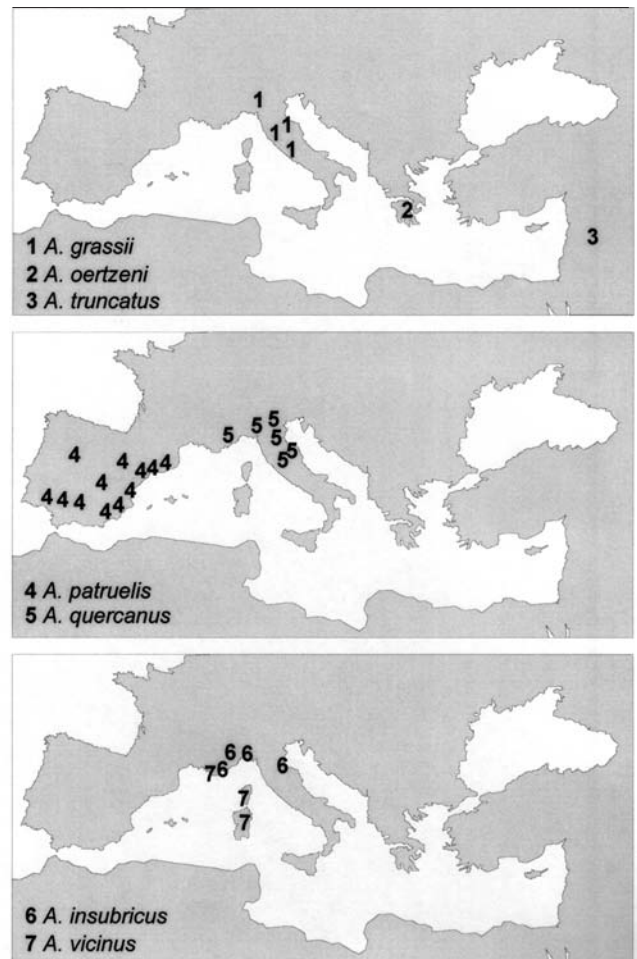 1
1 1
1
2
3
1 A. grassii
2 A. oertzeni
3 A. truncatus
5 5
5 5
4 5 5
4 4 4 4
4 4
4 4 4 4 4
4 A. patruelis
5 A. quercanus
6 6
7 6 6
7
7
6 A. insubricus
7 A. vicinus